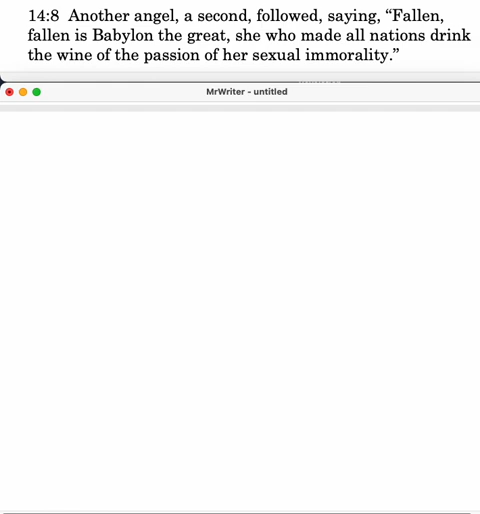 14:8 Another angel, a second, followed, saying, “Fallen,
fallen is Babylon the great, she who made all nations drink
the wine of the passion of her sexual immorality.”
MrWriter - untitled